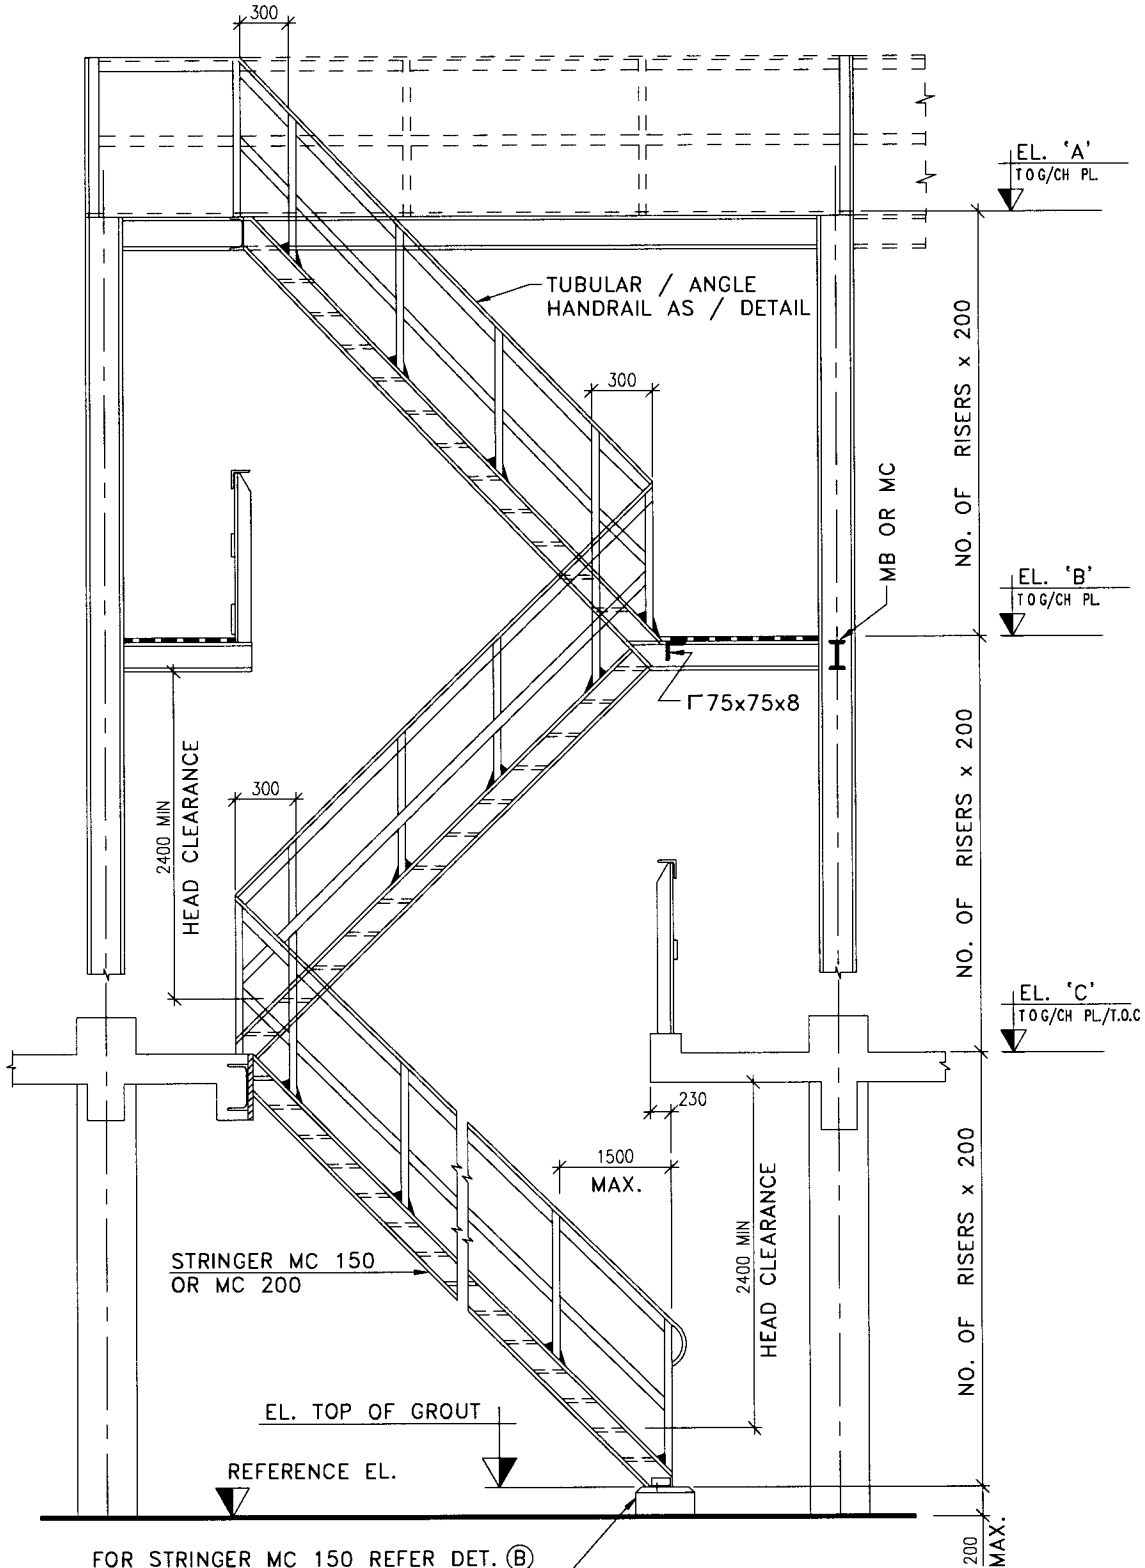 300
EL. 'A'
TOG/CH PL.
TUBULAR / ANGLE
HANDRAIL AS / DETAIL
NO. OF RISERS x 200
300
MB OR MC
EL. 'B'
TOG/CH PL.
Γ75x75x8
2400 MIN
HEAD CLEARANCE
300
NO. OF RISERS x 200
EL. 'C'
TOG/CH PL./T.O.C
230
1500
MAX.
STRINGER MC 150
OR MC 200
2400 MIN
HEAD CLEARANCE
NO. OF RISERS x 200
EL. TOP OF GROUT
REFERENCE EL.
200
MAX.
FOR STRINGER MC 150 REFER DET. Ⓑ